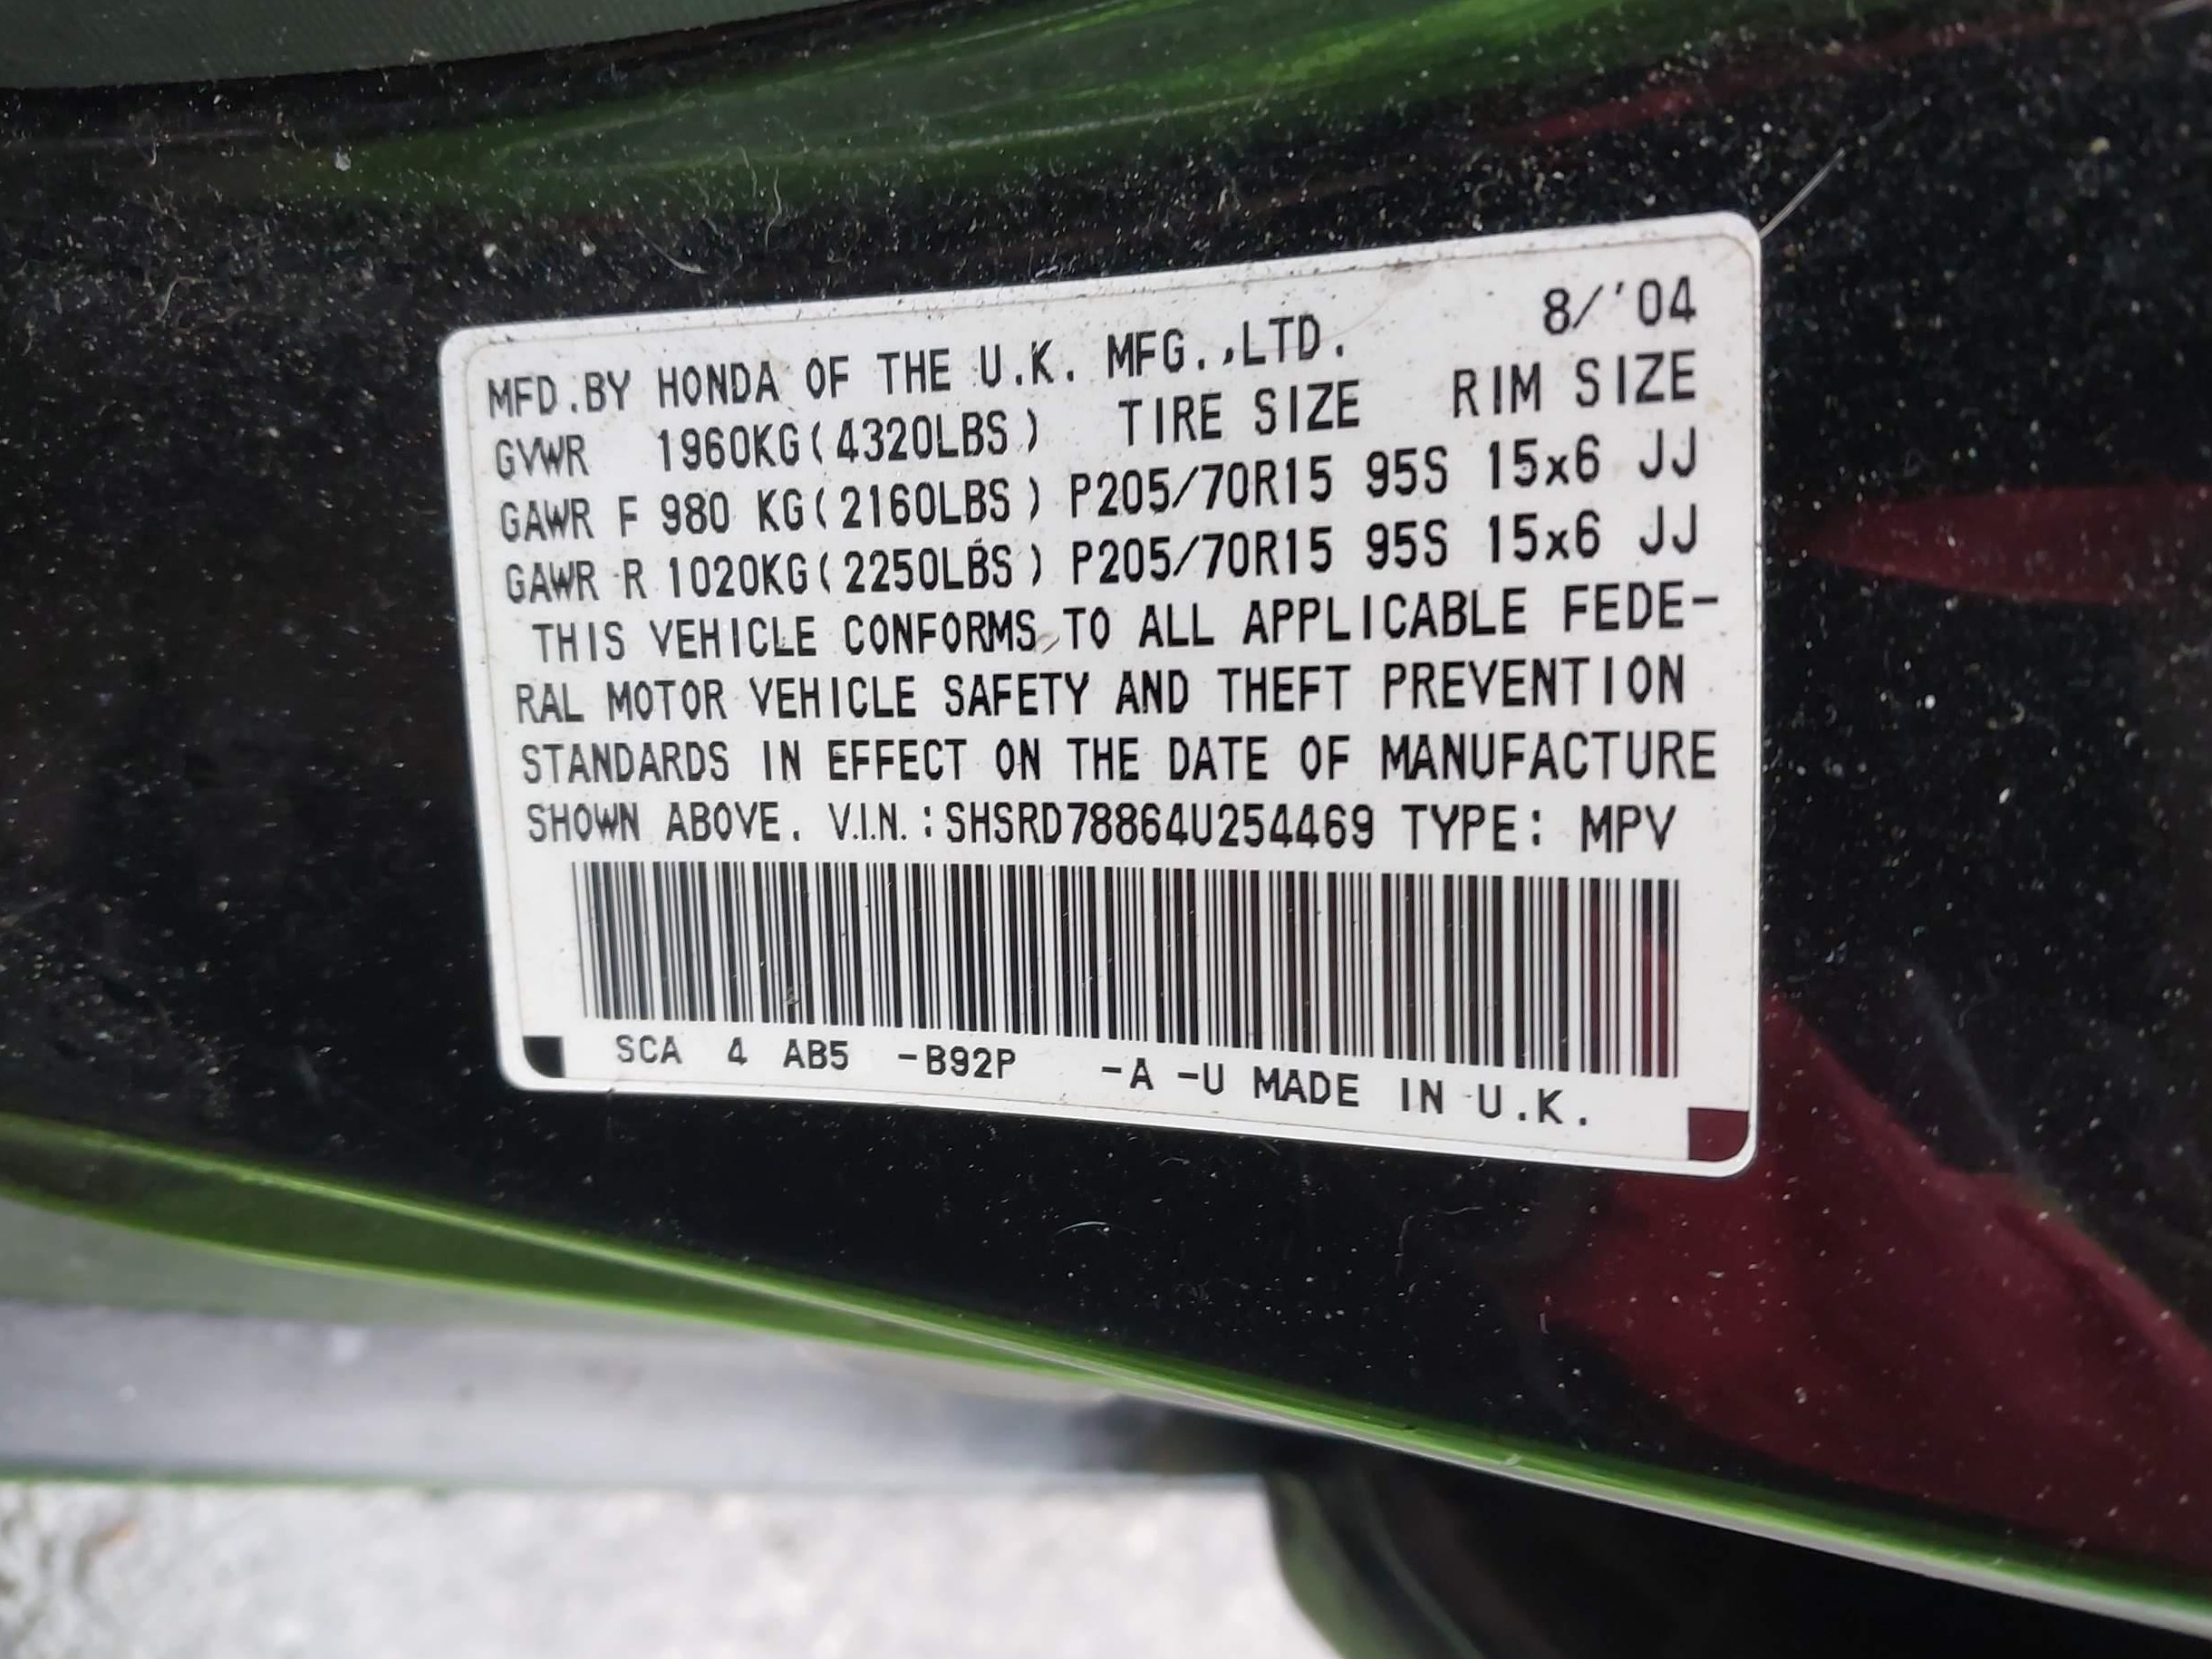 8/'04
MFD.BY HONDA OF THE U.K. MFG.,LTD.
GVWR 1960KG(4320LBS) TIRE SIZE RIM SIZE
GAWR F 980 KG(2160LBS) P205/70R15 95S 15x6 JJ
GAWR R 1020KG(2250LBS) P205/70R15 95S 15x6 JJ
THIS VEHICLE CONFORMS TO ALL APPLICABLE FEDE-
RAL MOTOR VEHICLE SAFETY AND THEFT PREVENTION
STANDARDS IN EFFECT ON THE DATE OF MANUFACTURE
SHOWN ABOVE. V.I.N.:SHSRD78864U254469 TYPE: MPV
SCA 4 AB5 -B92P -A -U MADE IN U.K.